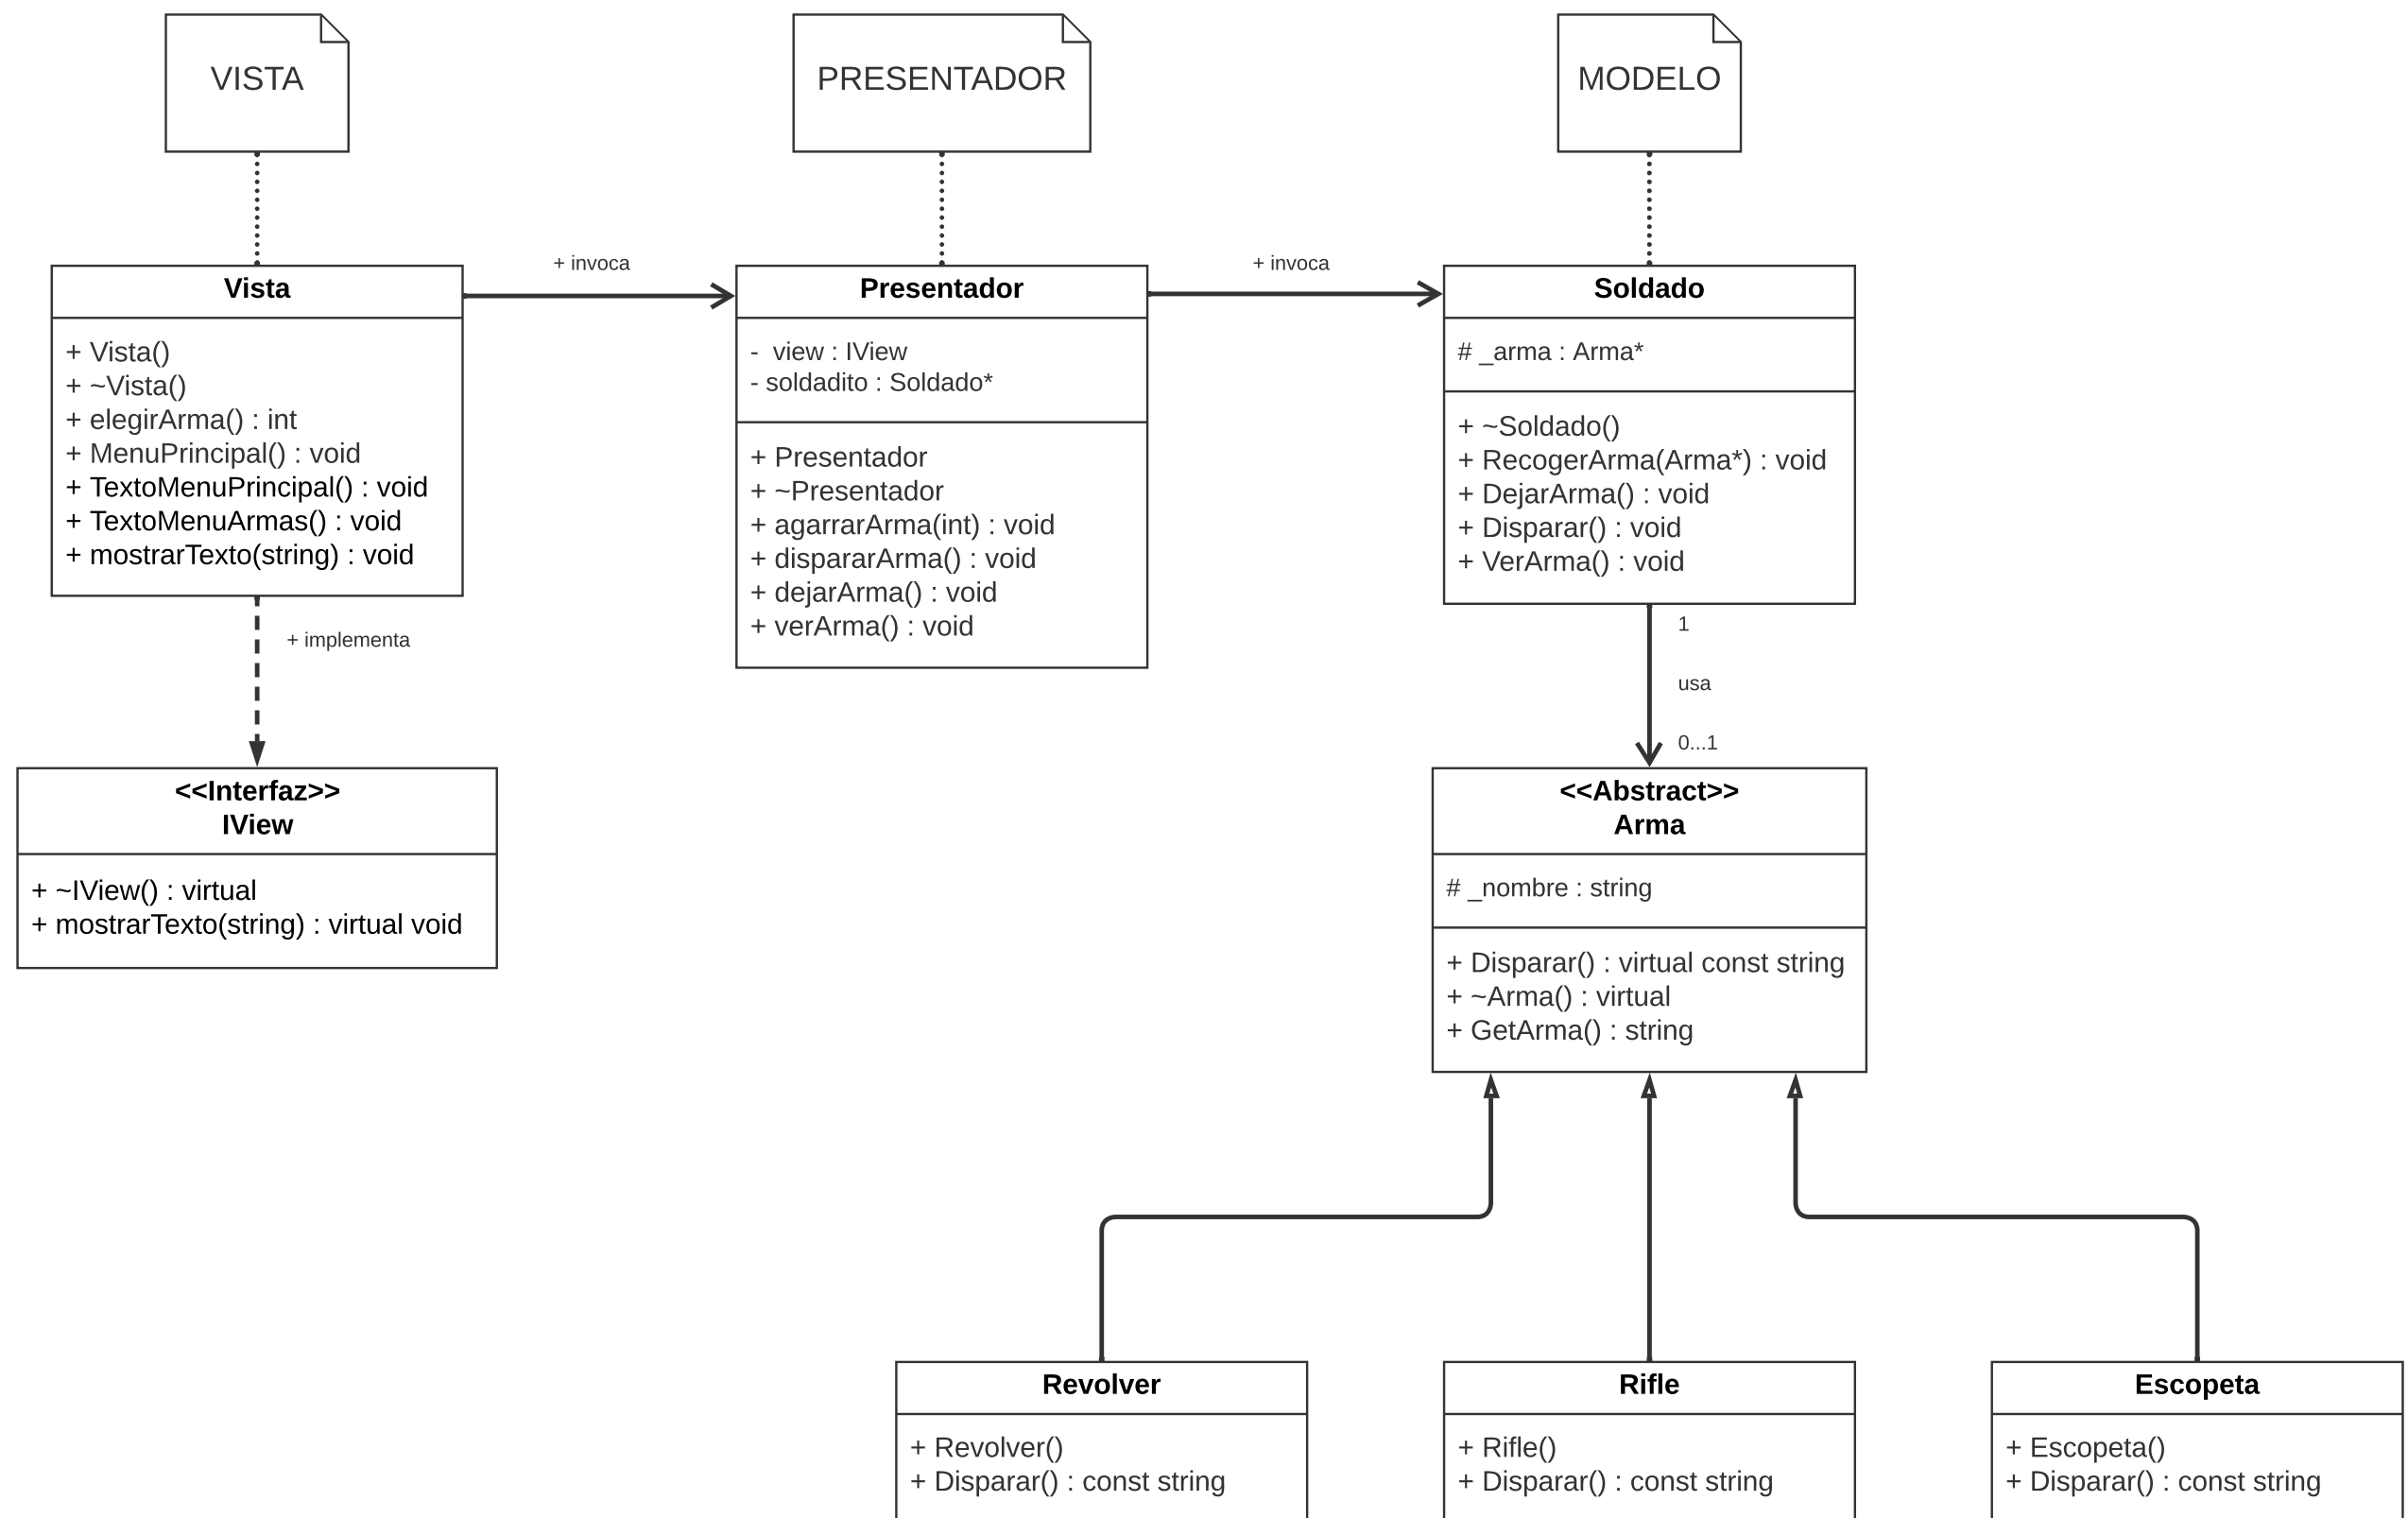 VISTA
PRESENTADOR
MODELO
+ invoca
+ invoca
Vista
+ Vista()
+ ~Vista()
+ elegirArma() : int
+ MenuPrincipal() : void
+ TextoMenuPrincipal() : void
+ TextoMenuArmas() : void
+ mostrarTexto(string) : void
Presentador
-  view : IView
- soldadito : Soldado*
+ Presentador
+ ~Presentador
+ agarrarArma(int) : void
+ dispararArma() : void
+ dejarArma() : void
+ verArma() : void
Soldado
# _arma : Arma*
+ ~Soldado()
+ RecogerArma(Arma*) : void
+ DejarArma() : void
+ Disparar() : void
+ VerArma() : void
+ implementa
1
usa
0...1
<<Interfaz>>
IView
+ ~IView() : virtual
+ mostrarTexto(string) : virtual void
<<Abstract>>
Arma
# _nombre : string
+ Disparar() : virtual const string
+ ~Arma() : virtual
+ GetArma() : string
Revolver
+ Revolver()
+ Disparar() : const string
Rifle
+ Rifle()
+ Disparar() : const string
Escopeta
+ Escopeta()
+ Disparar() : const string